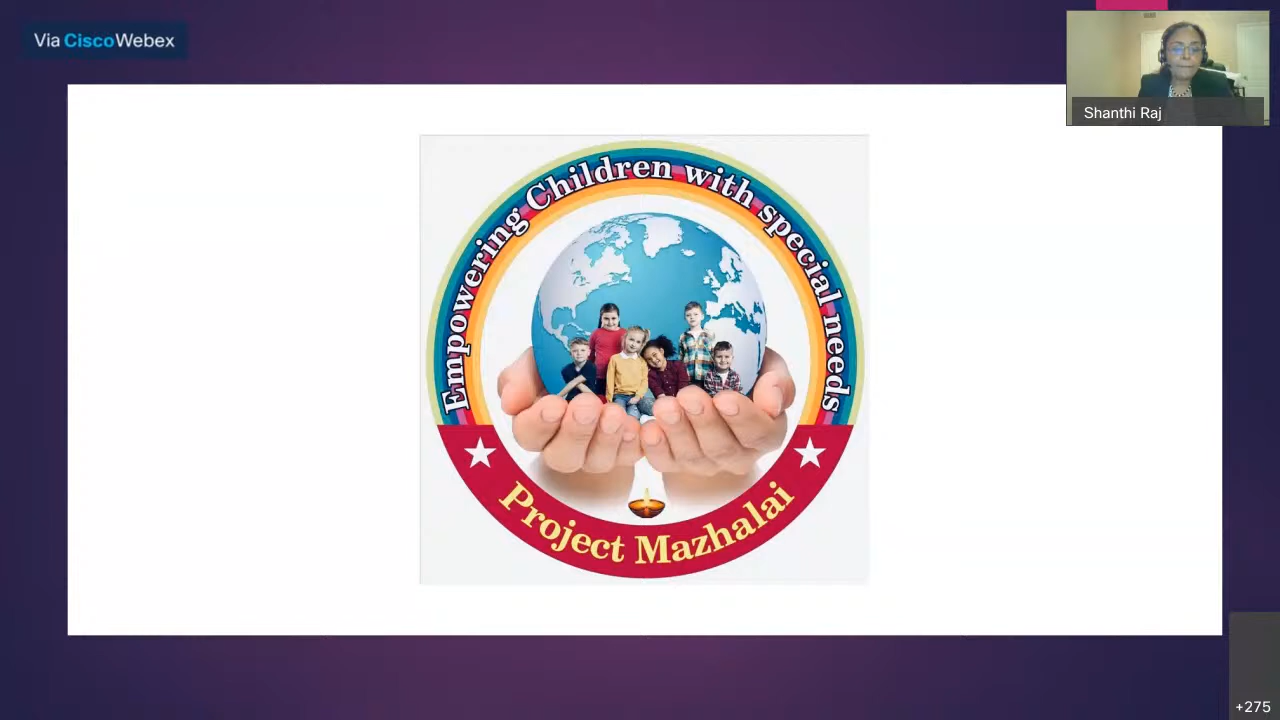 Via CiscoWebex
Shanthi Raj
Empowering Children with special needs
Project Mazhalai
+275